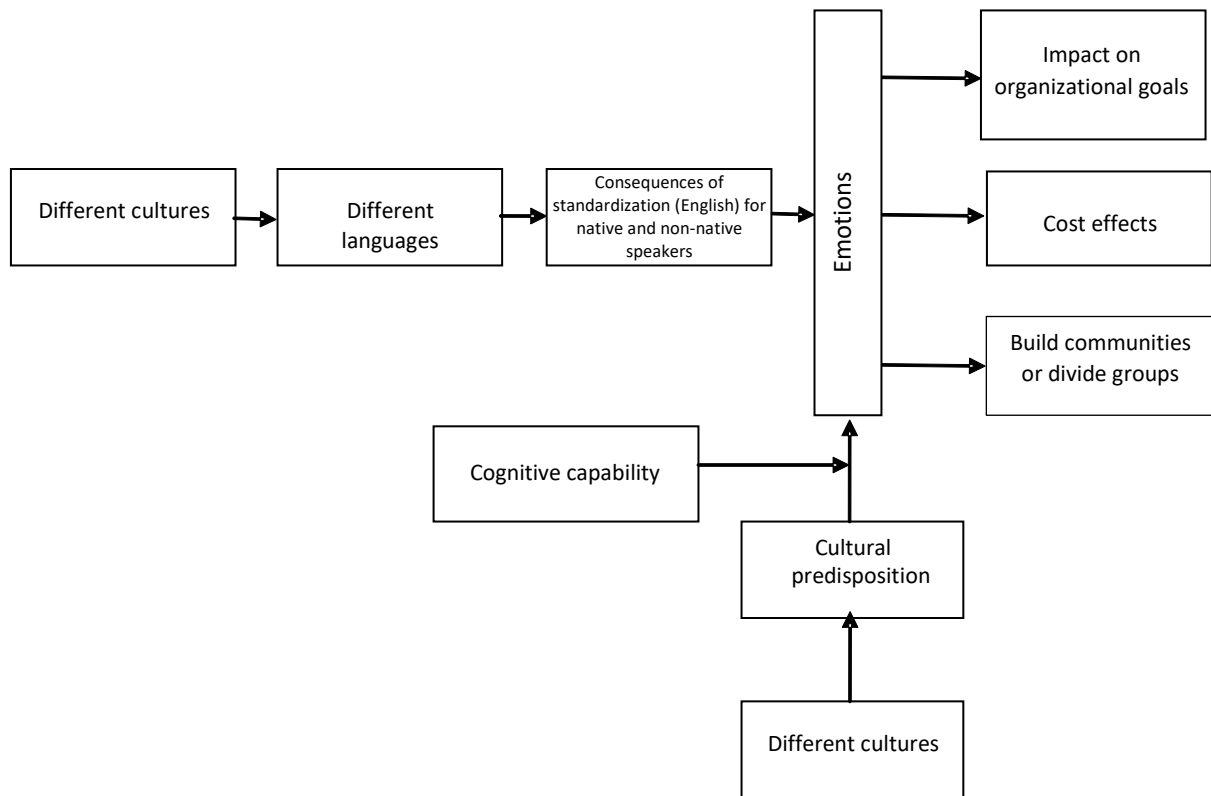 Impact on
organizational goals
Different cultures
Different
languages
Consequences of
standardization (English) for
native and non-native
speakers
Emotions
Cost effects
Build communities
or divide groups
Cognitive capability
Cultural
predisposition
Different cultures